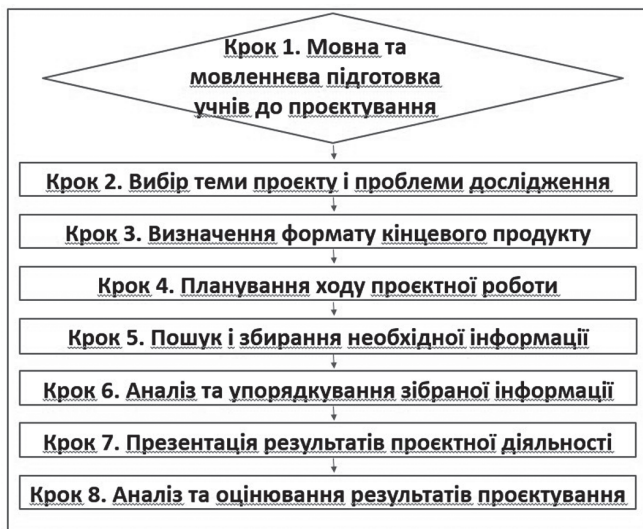 Крок 1. Мовна та
мовленнєва підготовка
учнів до проєктування
Крок 2. Вибір теми проєкту і проблеми дослідження
Крок 3. Визначення формату кінцевого продукту
Крок 4. Планування ходу проєктної роботи
Крок 5. Пошук і збирання необхідної інформації
Крок 6. Аналіз та упорядкування зібраної інформації
Крок 7. Презентація результатів проєктної діяльності
Крок 8. Аналіз та оцінювання результатів проєктування